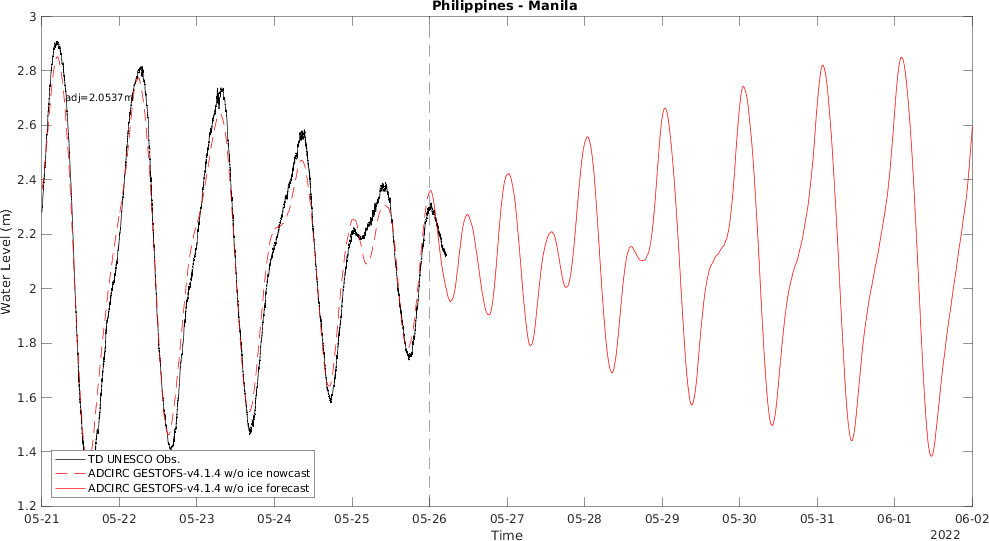 Philippines - Manila
3
2.8
adj=2.0537m
2.6
2.4
2.2
2
1.8
1.6
1.4
1.2
Water Level (m)
TD UNESCO Obs.
ADCIRC GESTOFS-v4.1.4 w/o ice nowcast
ADCIRC GESTOFS-v4.1.4 w/o ice forecast
05-21 05-22 05-23 05-24 05-25 05-26 05-27 05-28 05-29 05-30 05-31 06-01 06-02
Time
2022